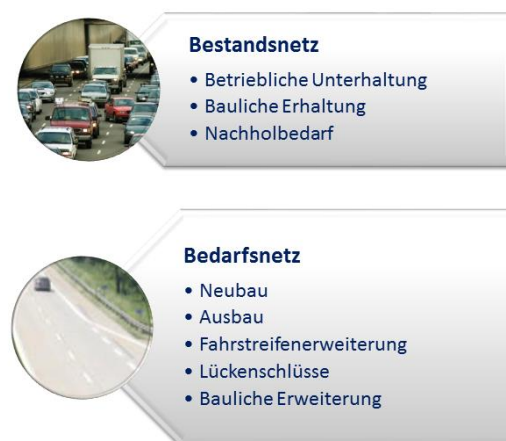 Bestandsnetz
• Betriebliche Unterhaltung
• Bauliche Erhaltung
• Nachholbedarf
Bedarfsnetz
• Neubau
• Ausbau
• Fahrstreifenerweiterung
• Lückenschlüsse
• Bauliche Erweiterung